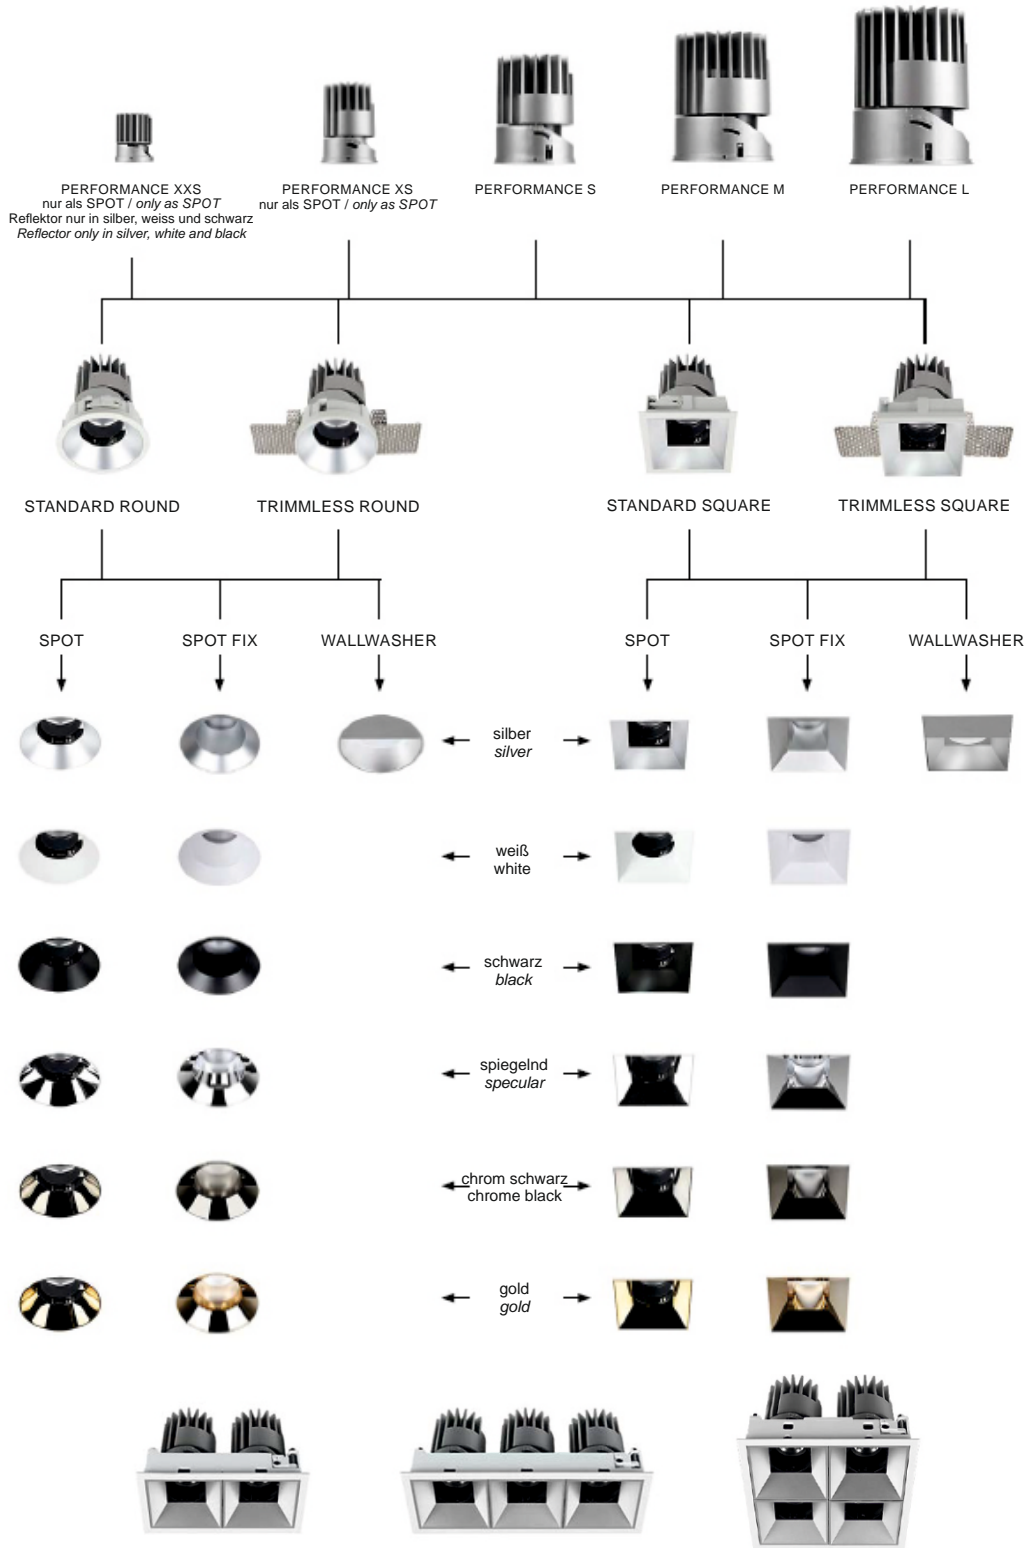 PERFORMANCE XXS
nur als SPOT / only as SPOT
Reflektor nur in silber, weiss und schwarz
Reflector only in silver, white and black
PERFORMANCE XS
nur als SPOT / only as SPOT
PERFORMANCE S
PERFORMANCE M
PERFORMANCE L
STANDARD ROUND
TRIMMLESS ROUND
STANDARD SQUARE
TRIMMLESS SQUARE
SPOT
SPOT FIX
WALLWASHER
SPOT
SPOT FIX
WALLWASHER
silber
silver
weiß
white
schwarz
black
spiegelnd
specular
chrom schwarz
chrome black
gold
gold